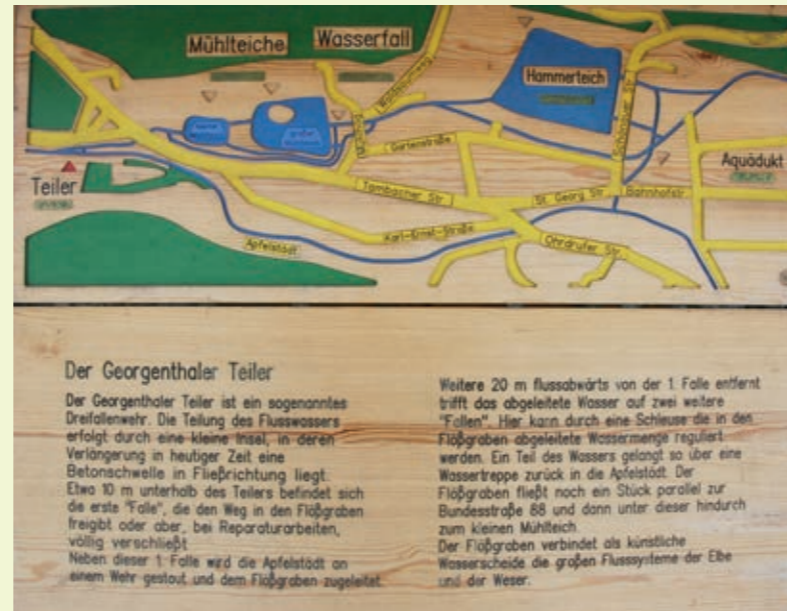 Mühlteiche
Wasserfall
Hammerteich
Schönauer Str.
Gartenstraße
Teiler
Tambacher Str.
St. Georg Str.
Bahnhofstr.
Aquädukt
Karl-Ernst-Straße
Apfelstädt
Ohrdrufer Str.
Der Georgenthaler Teiler
Der Georgenthaler Teiler ist ein sogenanntes
Dreifallenwehr. Die Teilung des Flusswassers
erfolgt durch eine kleine Insel, in deren
Verlängerung in heutiger Zeit eine
Betonschwelle in Fließrichtung liegt.
Etwa 10 m unterhalb des Teilers befindet sich
die erste "Falle", die den Weg in den Floßgraben
freigibt oder aber, bei Reparaturarbeiten,
völlig verschließt
Neben dieser 1. Falle wird die Apfelstädt an
einem Wehr gestaut und dem Floßgraben zugeleitet.
Weitere 20 m flussabwärts von der 1. Falle entfernt
trifft das abgeleitete Wasser auf zwei weitere
"Fallen". Hier kann durch eine Schleuse die in den
Floßgraben abgeleitete Wassermenge reguliert
werden. Ein Teil des Wassers gelangt so über eine
Wassertreppe zurück in die Apfelstädt. Der
Floßgraben fließt noch ein Stück parallel zur
Bundesstraße 88 und dann unter dieser hindurch
zum kleinen Mühlteich.
Der Floßgraben verbindet als künstliche
Wasserscheide die großen Flusssysteme der Elbe
und der Weser.